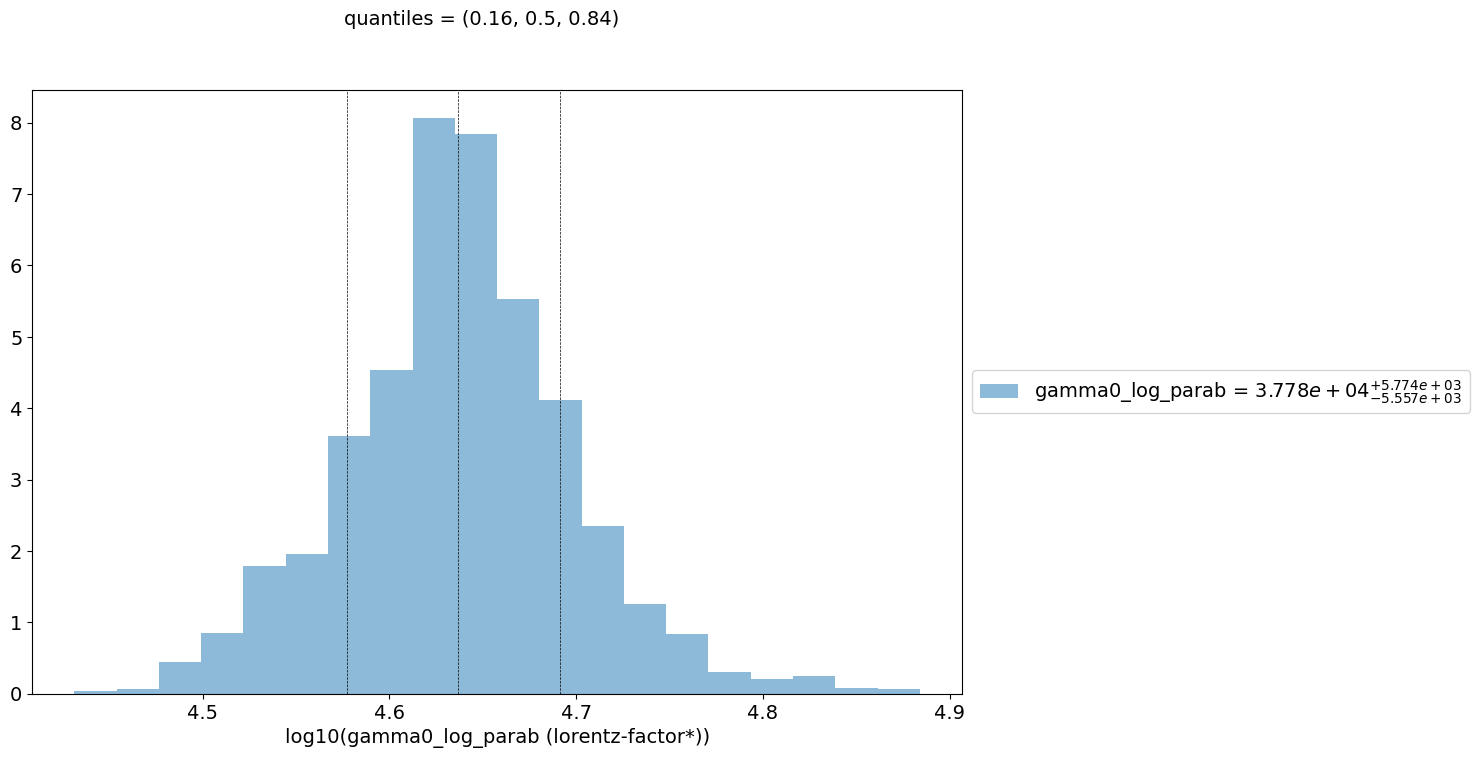 quantiles = (0.16, 0.5, 0.84)
8
7
6
5
4
3
2
1
0
4.5 4.6 4.7 4.8 4.9
log10(gamma0_log_parab (lorentz-factor*))
gamma0_log_parab = 3.778e + 04 +5.774e + 03 −5.557e + 03